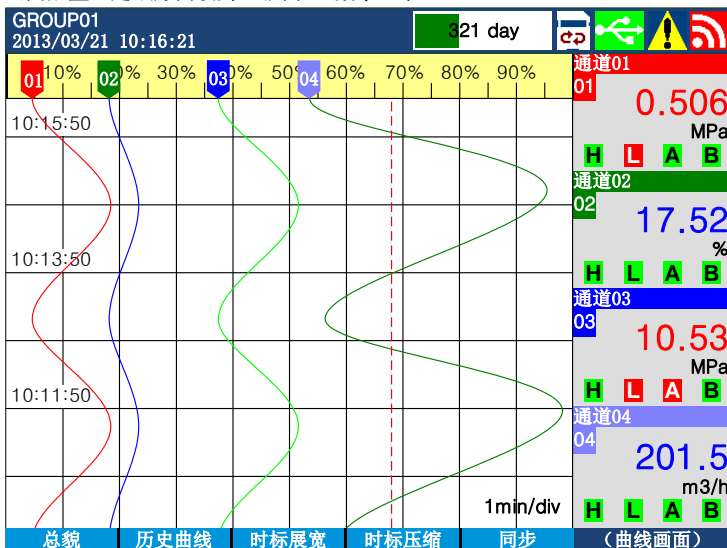 GROUP01
2013/03/21 10:16:21
321 day
01 10% 02 0% 30% 03 0% 50 04 60% 70% 80% 90%
10:15:50
10:13:50
10:11:50
1min/div
通道01
01
0.506
MPa
H L A B
通道02
02
17.52
%
H L A B
通道03
03
10.53
MPa
H L A B
通道04
04
201.5
m3/h
H L A B
总貌 历史曲线 时标展宽 时标压缩 同步 （曲线画面）